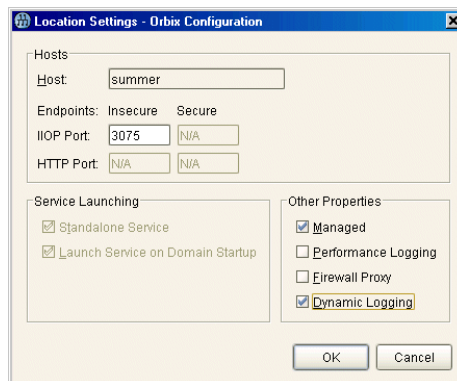 Location Settings - Orbix Configuration
Hosts
Host: summer
Endpoints: Insecure Secure
IIOP Port: 3075 N/A
HTTP Port: N/A N/A
Service Launching
Standalone Service
Launch Service on Domain Startup
Other Properties
Managed
Performance Logging
Firewall Proxy
Dynamic Logging
OK Cancel